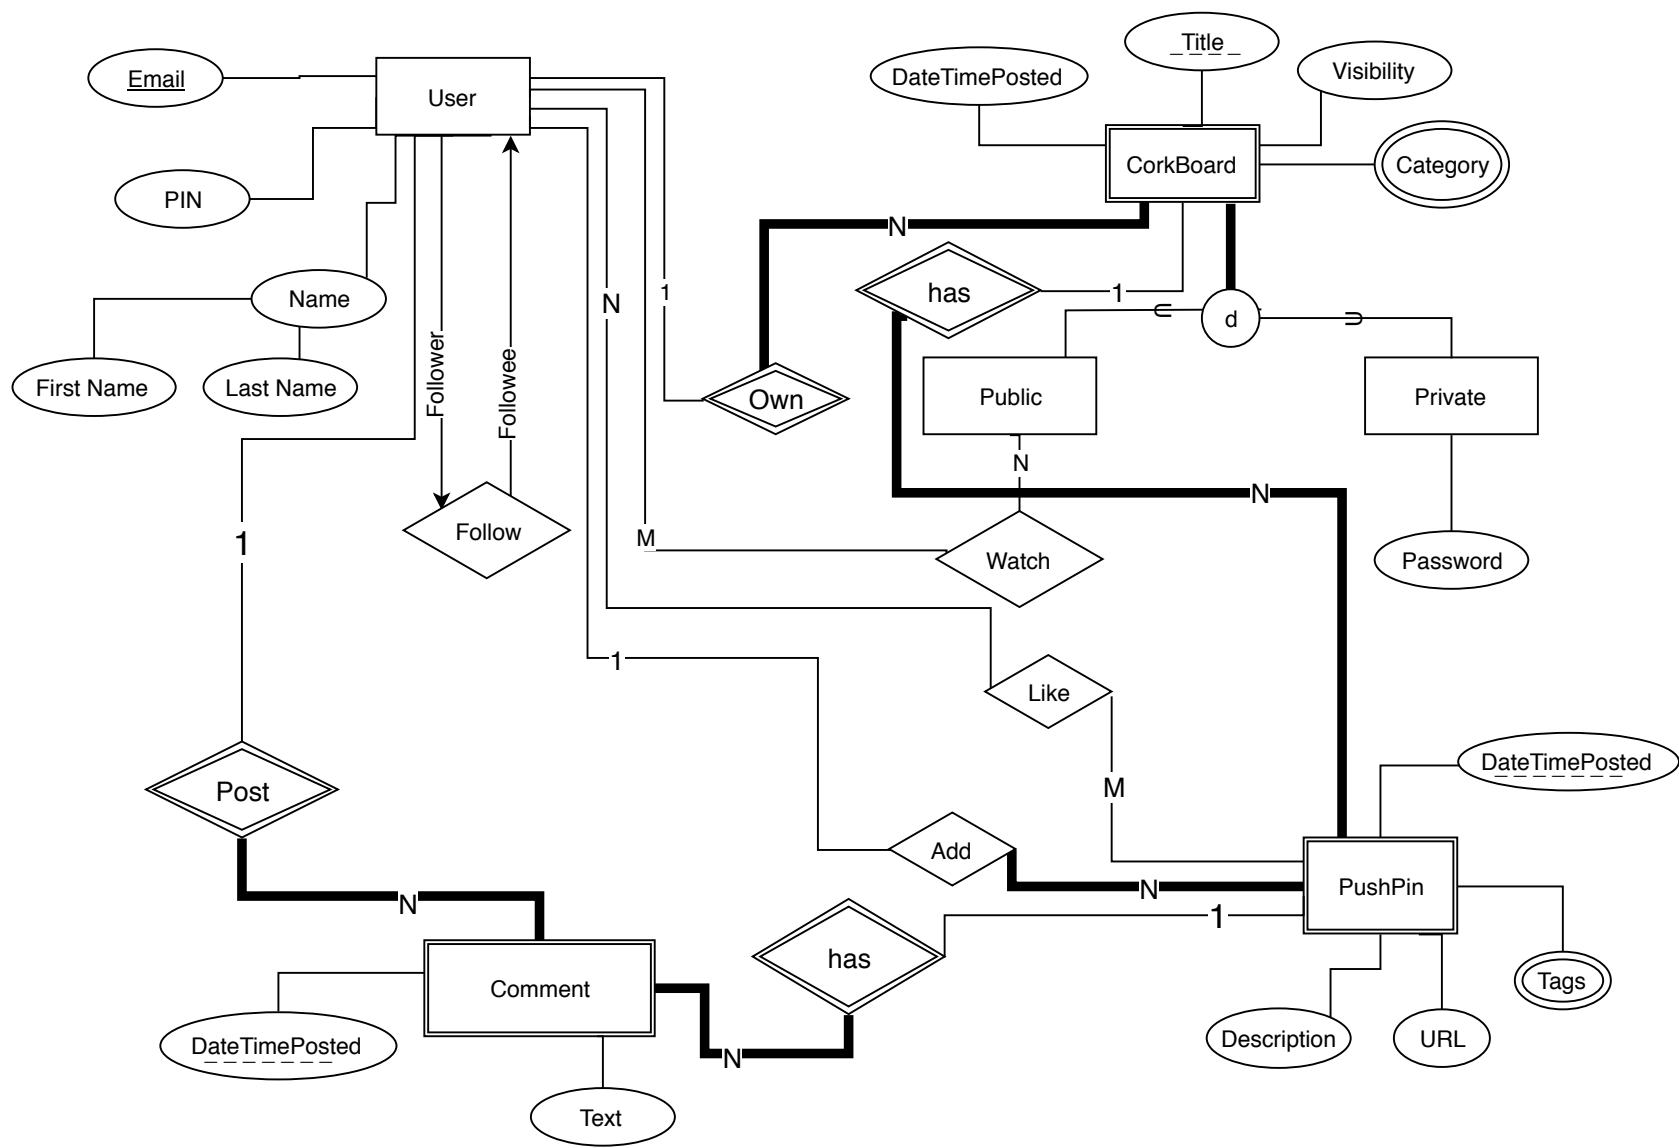 Title
Email
User
DateTimePosted
Visibility
CorkBoard
Category
PIN
N
has
1
1
N
Name
d
First Name
Last Name
Follower
Followee
Own
Public
Private
N
N
1
Follow
M
Watch
Password
1
Like
DateTimePosted
Post
M
Add
N
PushPin
N
1
has
Tags
Comment
DateTimePosted
N
Description
URL
Text